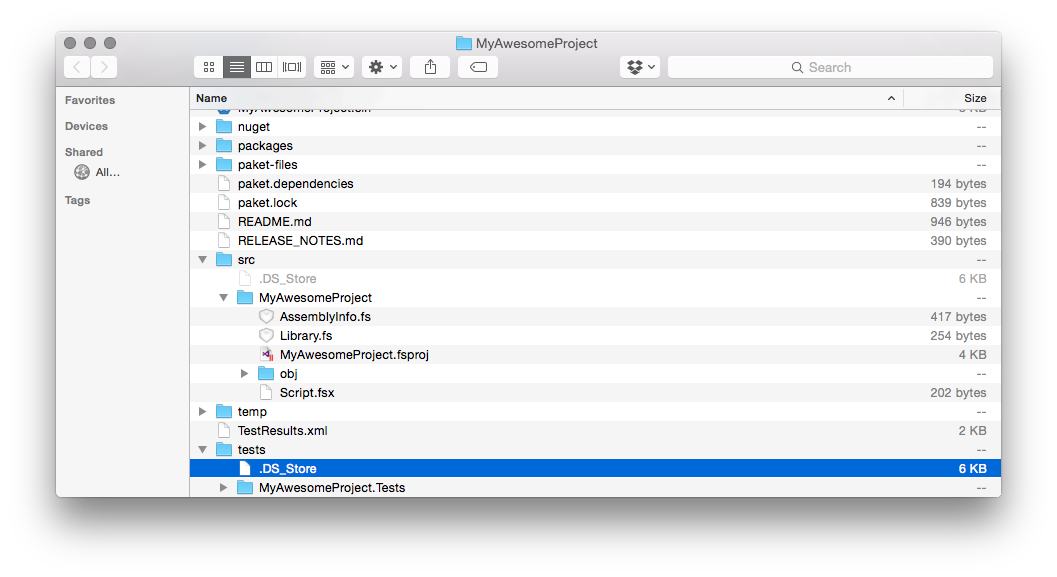 MyAwesomeProject
Search
Favorites
Devices
Shared
All...
Tags
Name Size
MyAwesomeProject.sln
nuget --
packages --
paket-files --
paket.dependencies 194 bytes
paket.lock 839 bytes
README.md 946 bytes
RELEASE_NOTES.md 390 bytes
src --
.DS_Store 6 KB
MyAwesomeProject --
AssemblyInfo.fs 417 bytes
Library.fs 254 bytes
MyAwesomeProject.fsproj 4 KB
obj --
Script.fsx 202 bytes
temp --
TestResults.xml 2 KB
tests --
.DS_Store 6 KB
MyAwesomeProject.Tests --